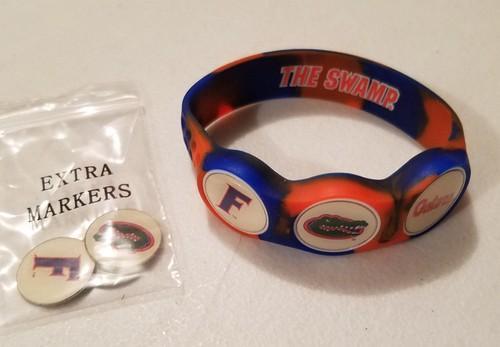 THE SWAMP
EXTRA
MARKERS
F
Gators
F